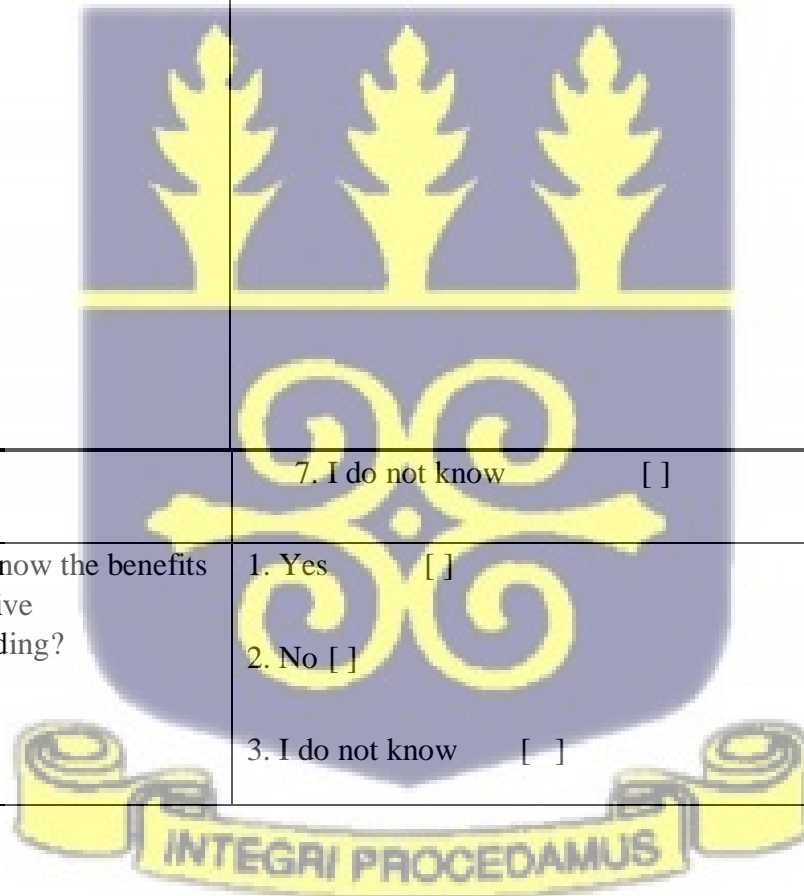 7. I do not know [ ]
now the benefits
ive
ding?
1. Yes [ ]
2. No [ ]
3. I do not know [ ]
INTEGRI PROCEDAMUS